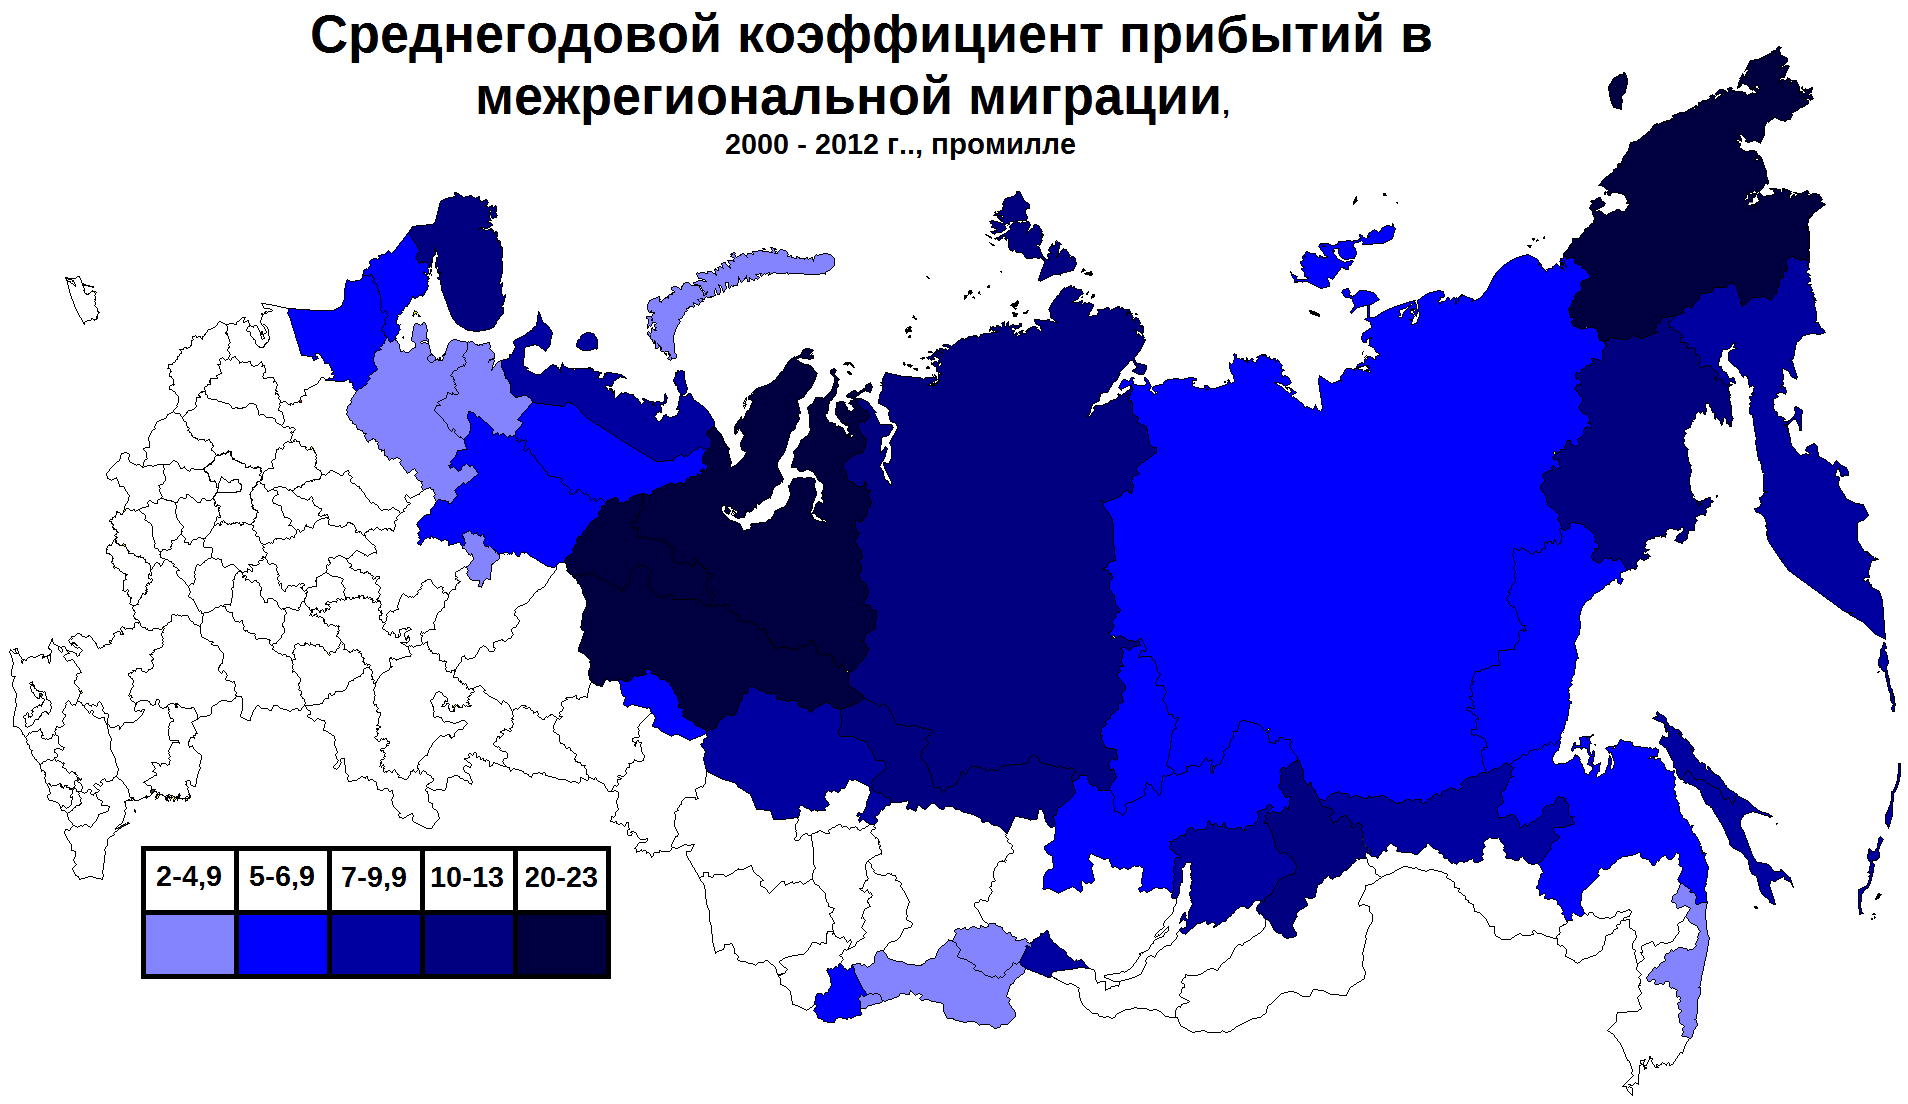 Среднегодовой коэффициент прибытий в
межрегиональной миграции,
2000 - 2012 г.., промилле
2-4,9 5-6,9 7-9,9 10-13 20-23